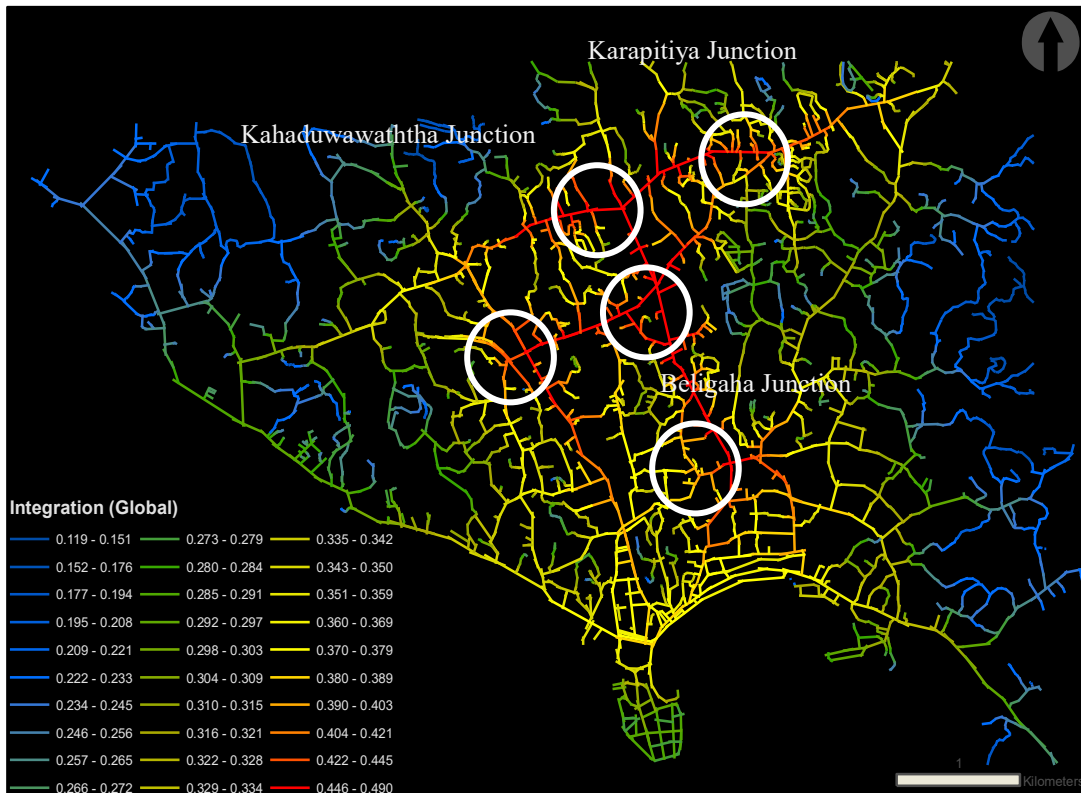 Karapitiya Junction
Kahaduwawaththa Junction
Beligaha Junction
Integration (Global)
0.119 - 0.151 0.273 - 0.279 0.335 - 0.342
0.152 - 0.176 0.280 - 0.284 0.343 - 0.350
0.177 - 0.194 0.285 - 0.291 0.351 - 0.359
0.195 - 0.208 0.292 - 0.297 0.360 - 0.369
0.209 - 0.221 0.298 - 0.303 0.370 - 0.379
0.222 - 0.233 0.304 - 0.309 0.380 - 0.389
0.234 - 0.245 0.310 - 0.315 0.390 - 0.403
0.246 - 0.256 0.316 - 0.321 0.404 - 0.421
0.257 - 0.265 0.322 - 0.328 0.422 - 0.445
0.266 - 0.272 0.329 - 0.334 0.446 - 0.490
1
Kilometers